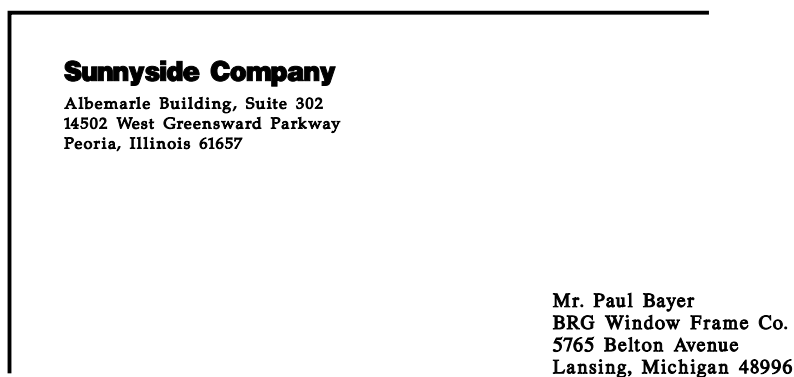 Sunnyside Company
Albemarle Building, Suite 302
14502 West Greensward Parkway
Peoria, Illinois 61657
Mr. Paul Bayer
BRG Window Frame Co.
5765 Belton Avenue
Lansing, Michigan 48996